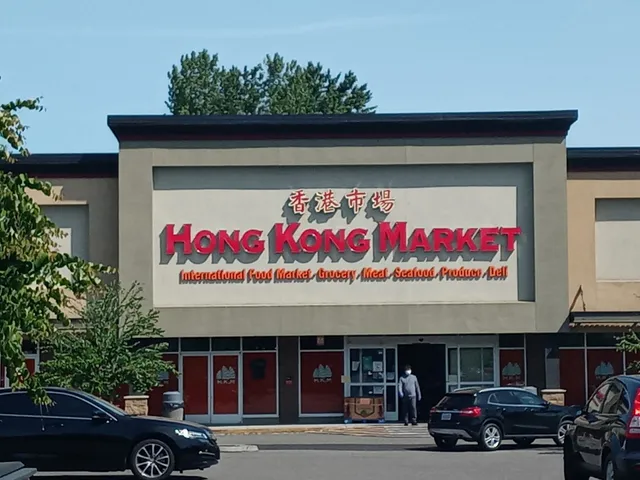 香港市場
HONG KONG MARKET
International Food Market Grocery Meat Seafood Produce Deli
H.K.M.